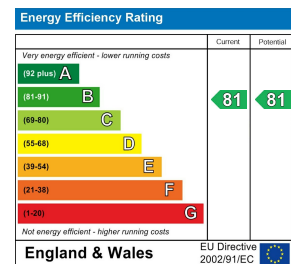 Energy Efficiency Rating
Current Potential
Very energy efficient - lower running costs
(92 plus) A
(81-91) B
81 81
(69-80) C
(55-68) D
(39-54) E
(21-38) F
(1-20) G
Not energy efficient - higher running costs
England & Wales
EU Directive
2002/91/EC